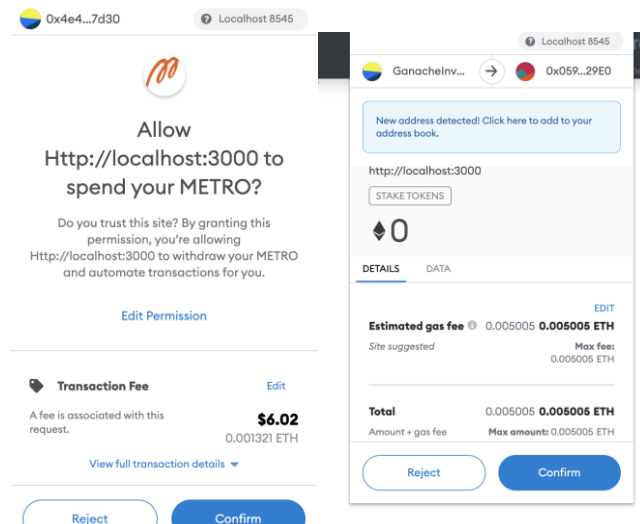 0x4e4...7d30
Localhost 8545
Allow
Http://localhost:3000 to
spend your METRO?
Do you trust this site? By granting this
permission, you're allowing
Http://localhost:3000 to withdraw your METRO
and automate transactions for you.
Edit Permission
Transaction Fee
Edit
A fee is associated with this
request.
$6.02
0.001321 ETH
View full transaction details
Reject
Confirm
Localhost 8545
GanacheInv...
0x059...29E0
New address detected! Click here to add to your
address book.
http://localhost:3000
STAKE TOKENS
0
DETAILS
DATA
EDIT
Estimated gas fee
0.005005 0.005005 ETH
Site suggested
Max fee:
0.005005 ETH
Total
0.005005 0.005005 ETH
Amount + gas fee
Max amount: 0.005005 ETH
Reject
Confirm